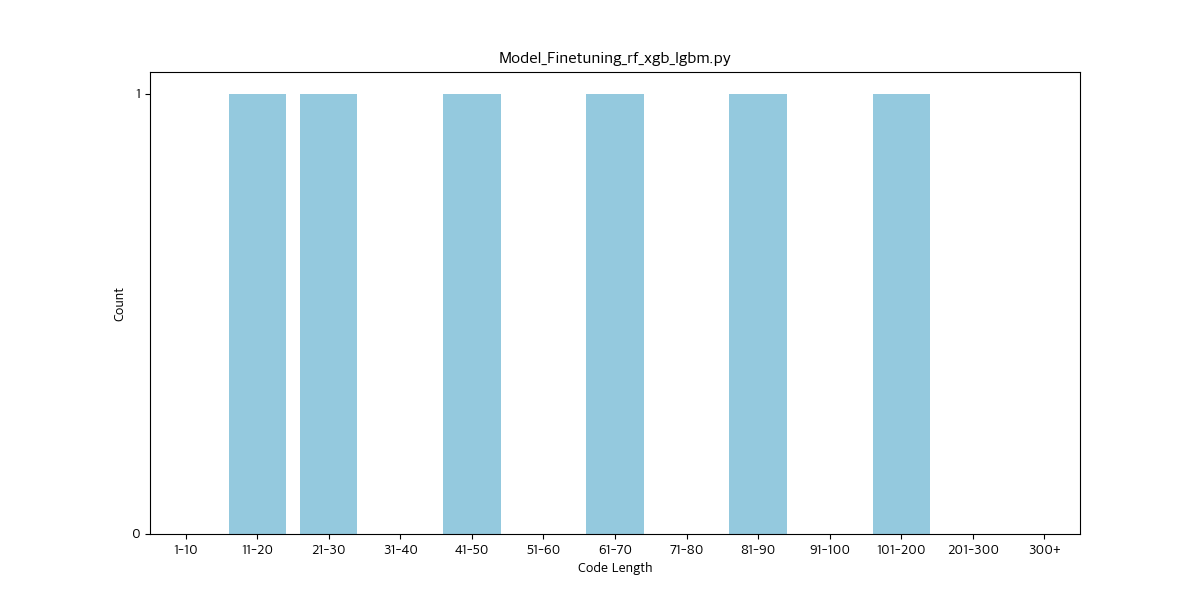 Model_Finetuning_rf_xgb_lgbm.py
1
Count
0
1-10 11-20 21-30 31-40 41-50 51-60 61-70 71-80 81-90 91-100 101-200 201-300 300+
Code Length